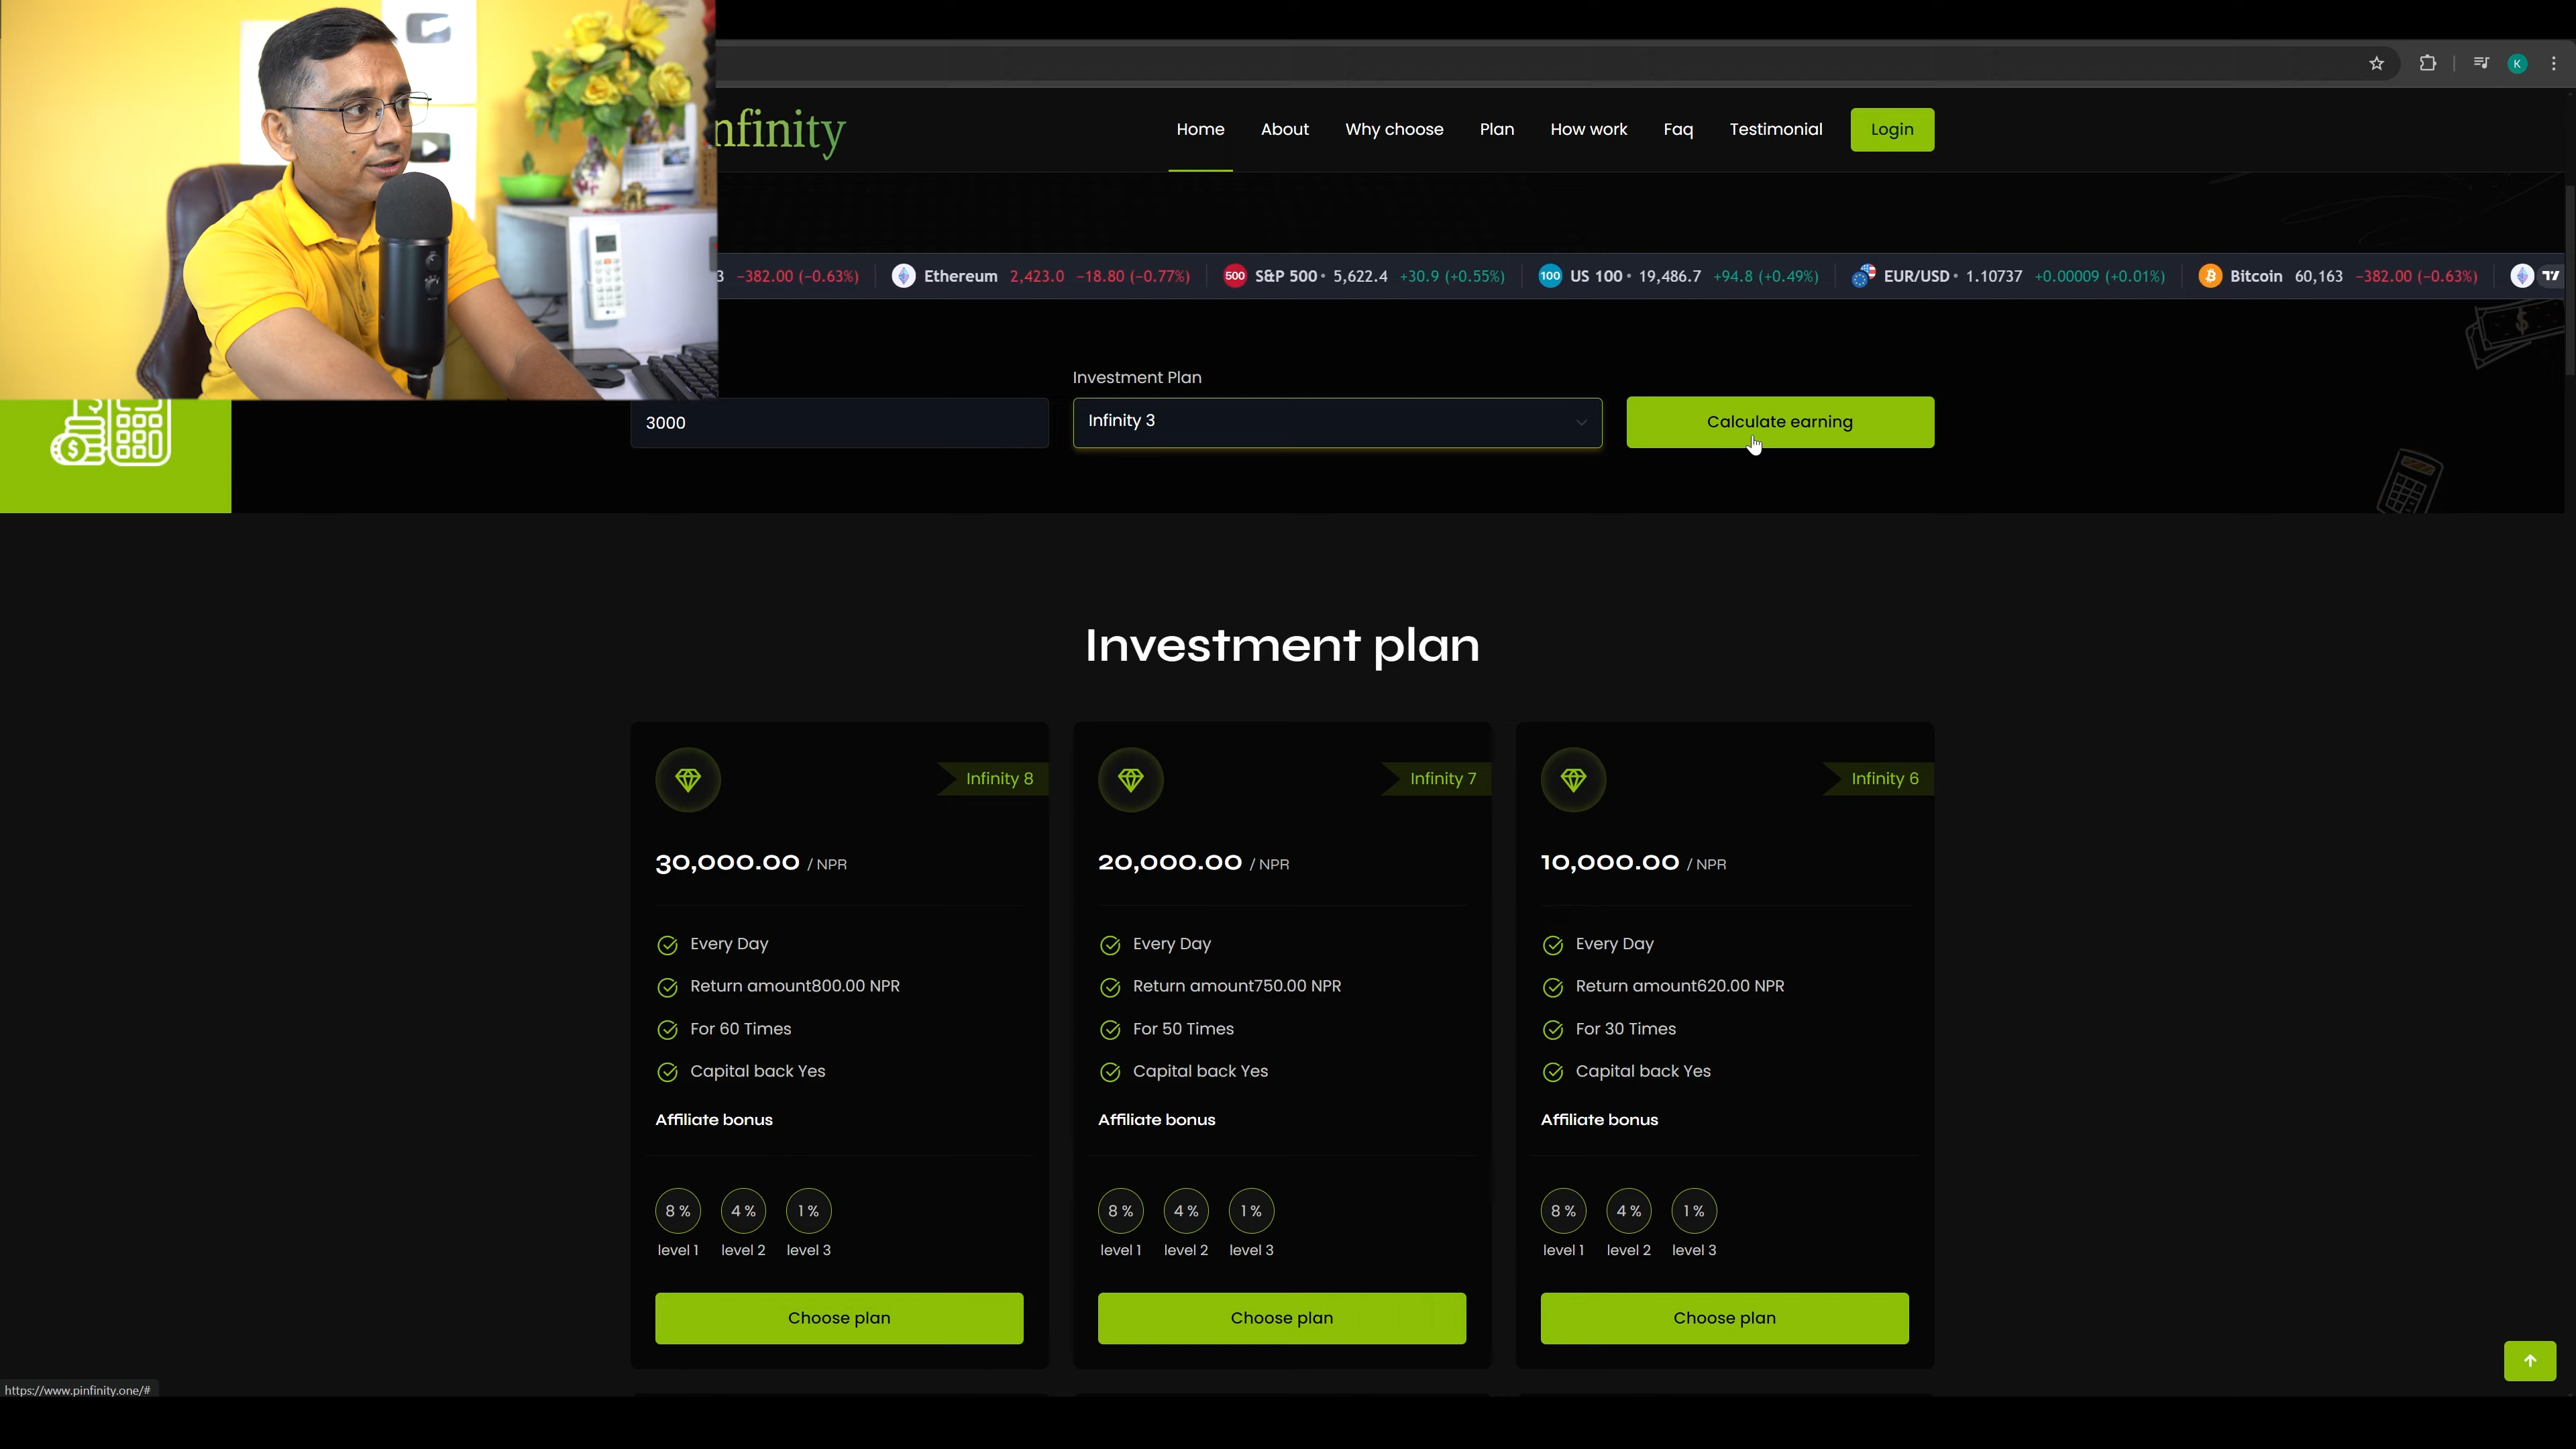 nfinity
Home About Why choose Plan How work Faq Testimonial Login
K
3 −382.00 (−0.63%) Ethereum 2,423.0 −18.80 (−0.77%) 500 S&P 500 5,622.4 +30.9 (+0.55%) 100 US 100 19,486.7 +94.8 (+0.49%) EUR/USD 1.10737 +0.00009 (+0.01%) Bitcoin 60,163 −382.00 (−0.63%)
Investment Plan
3000 Infinity 3 Calculate earning
Investment plan
Infinity 8
30,000.00 / NPR
Every Day
Return amount800.00 NPR
For 60 Times
Capital back Yes
Affiliate bonus
8 % 4 % 1 %
level 1 level 2 level 3
Choose plan
Infinity 7
20,000.00 / NPR
Every Day
Return amount750.00 NPR
For 50 Times
Capital back Yes
Affiliate bonus
8 % 4 % 1 %
level 1 level 2 level 3
Choose plan
Infinity 6
10,000.00 / NPR
Every Day
Return amount620.00 NPR
For 30 Times
Capital back Yes
Affiliate bonus
8 % 4 % 1 %
level 1 level 2 level 3
Choose plan
https://www.pinfinity.one/#